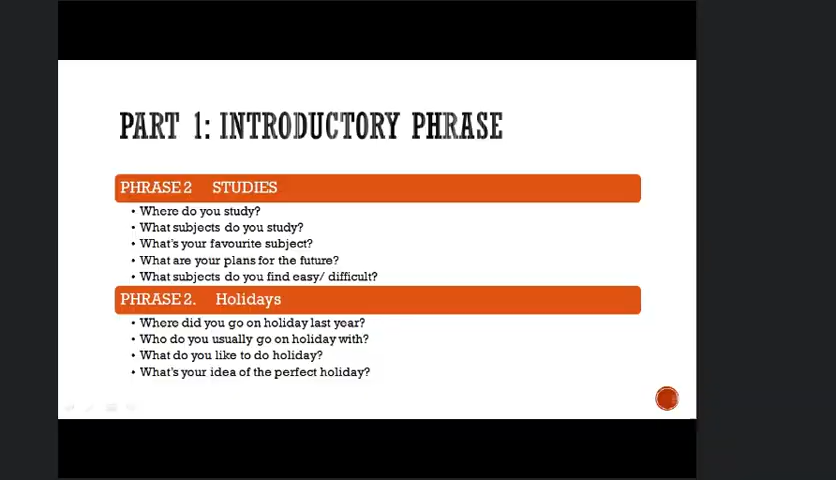 PART 1: INTRODUCTORY PHRASE
PHRASE 2 STUDIES
• Where do you study?
• What subjects do you study?
• What's your favourite subject?
• What are your plans for the future?
• What subjects do you find easy/ difficult?
PHRASE 2. Holidays
• Where did you go on holiday last year?
• Who do you usually go on holiday with?
• What do you like to do holiday?
• What's your idea of the perfect holiday?